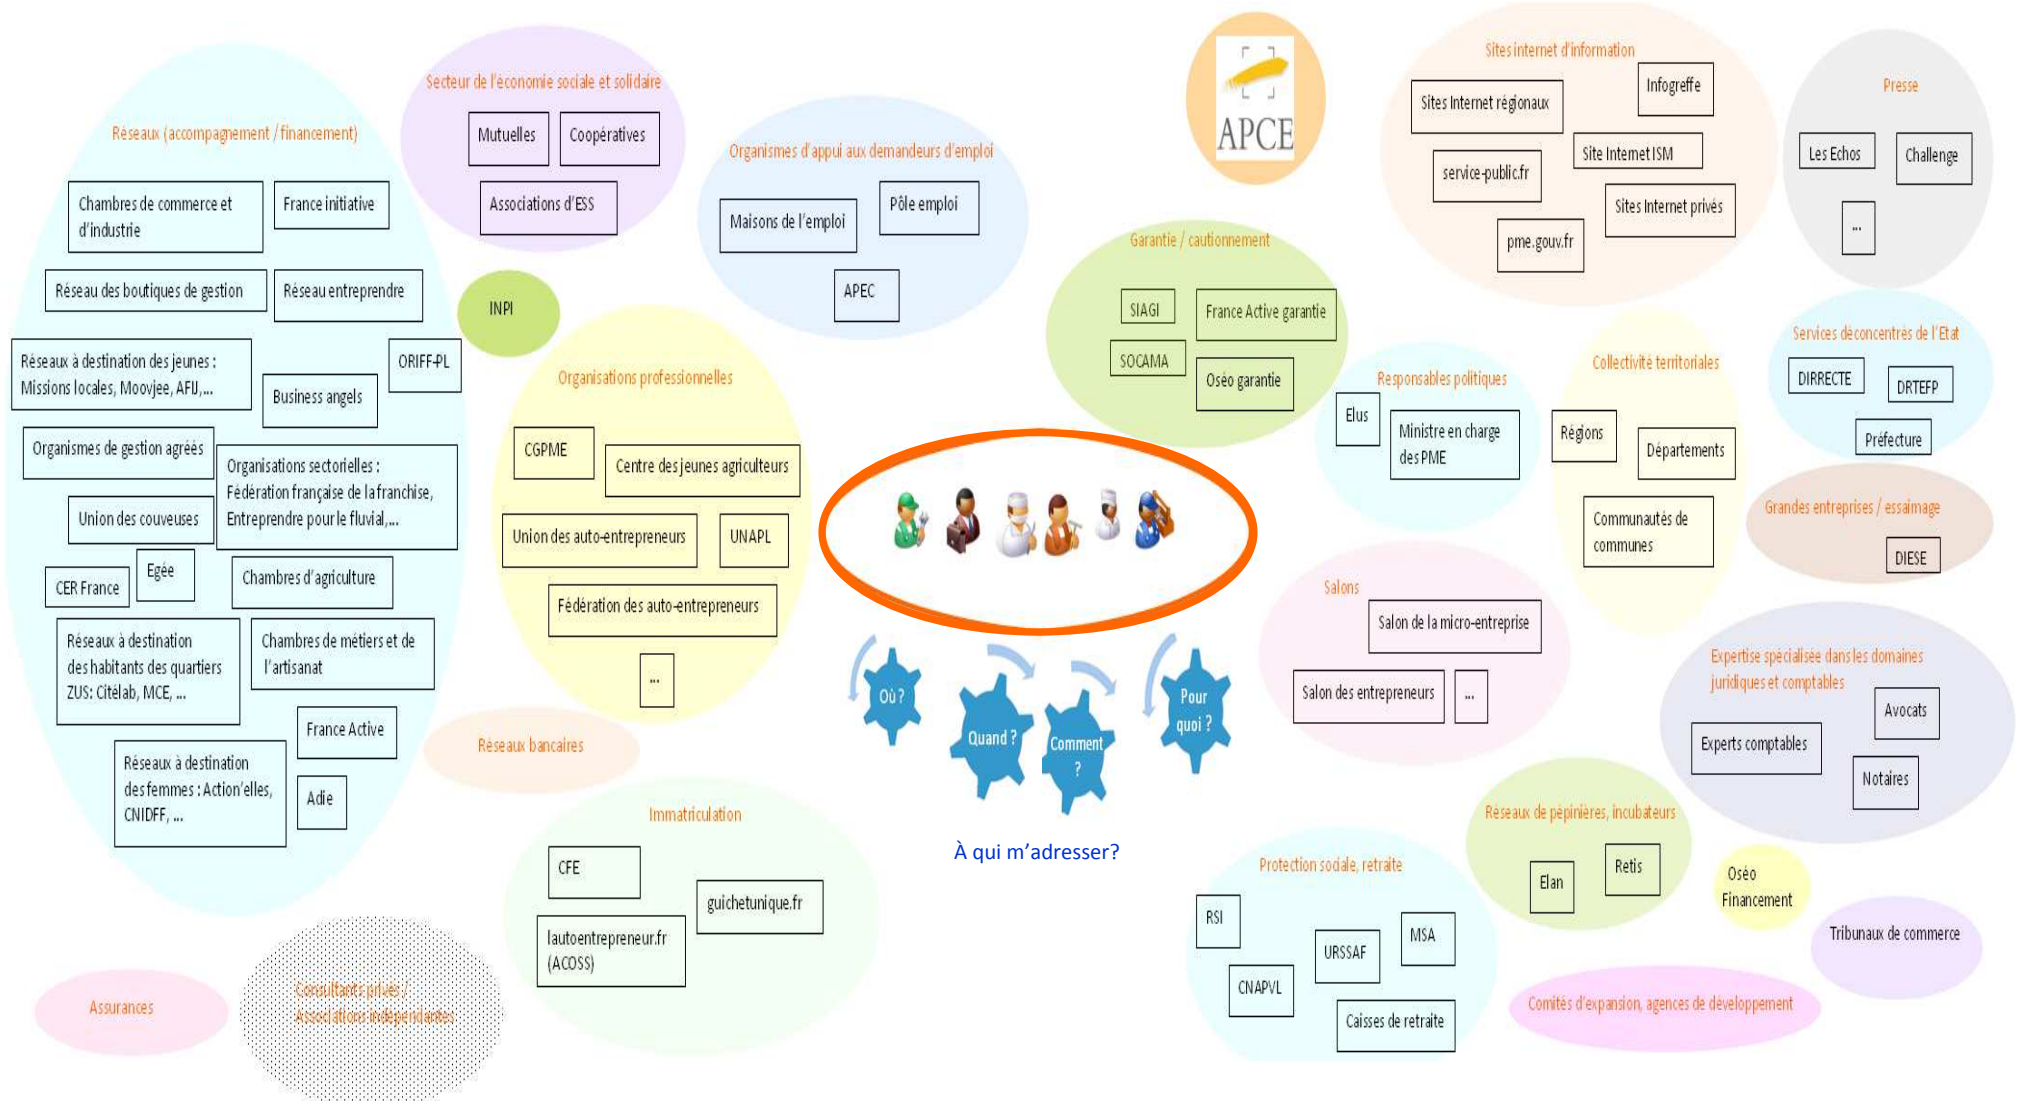 Réseaux (accompagnement / financement)
Chambres de commerce et
d'industrie
France initiative
Réseau des boutiques de gestion
Réseau entreprendre
Réseaux à destination des jeunes :
Missions locales, Moovjee, AFIJ,...
ORIFF-PL
Business angels
Organismes de gestion agréés
Organisations sectorielles :
Fédération française de la franchise,
Entreprendre pour le fluvial,...
Union des couveuses
CER France
Egée
Chambres d'agriculture
Réseaux à destination
des habitants des quartiers
ZUS: Citélab, MCE, ...
Chambres de métiers et de
l'artisanat
France Active
Réseaux à destination
des femmes : Action'elles,
CNIDFF, ...
Adie
Assurances
Consultants privés /
Associations indépendantes
Secteur de l'économie sociale et solidaire
Mutuelles
Coopératives
Associations d'ESS
INPI
Organismes d'appui aux demandeurs d'emploi
Maisons de l'emploi
Pôle emploi
APEC
Organisations professionnelles
CGPME
Centre des jeunes agriculteurs
Union des auto-entrepreneurs
UNAPL
Fédération des auto-entrepreneurs
...
Réseaux bancaires
Immatriculation
CFE
guichetunique.fr
lautoentrepreneur.fr
(ACOSS)
APCE
Garantie / cautionnement
SIAGI
France Active garantie
SOCAMA
Oséo garantie
Où ?
Quand ?
Comment
?
Pour
quoi ?
À qui m'adresser?
Sites internet d'information
Infogreffe
Sites Internet régionaux
Site Internet ISM
service-public.fr
Sites Internet privés
pme.gouv.fr
Presse
Les Echos
Challenge
...
Responsables politiques
Elus
Ministre en charge
des PME
Collectivité territoriales
Régions
Départements
Communautés de
communes
Services déconcentrés de l'Etat
DIRRECTE
DRTEFP
Préfecture
Grandes entreprises / essaimage
DIESE
Salons
Salon de la micro-entreprise
Salon des entrepreneurs
...
Expertise spécialisée dans les domaines
juridiques et comptables
Avocats
Experts comptables
Notaires
Réseaux de pépinières, incubateurs
Elan
Retis
Oséo
Financement
Tribunaux de commerce
Protection sociale, retraite
RSI
URSSAF
MSA
CNAPVL
Caisses de retraite
Comités d'expansion, agences de développement